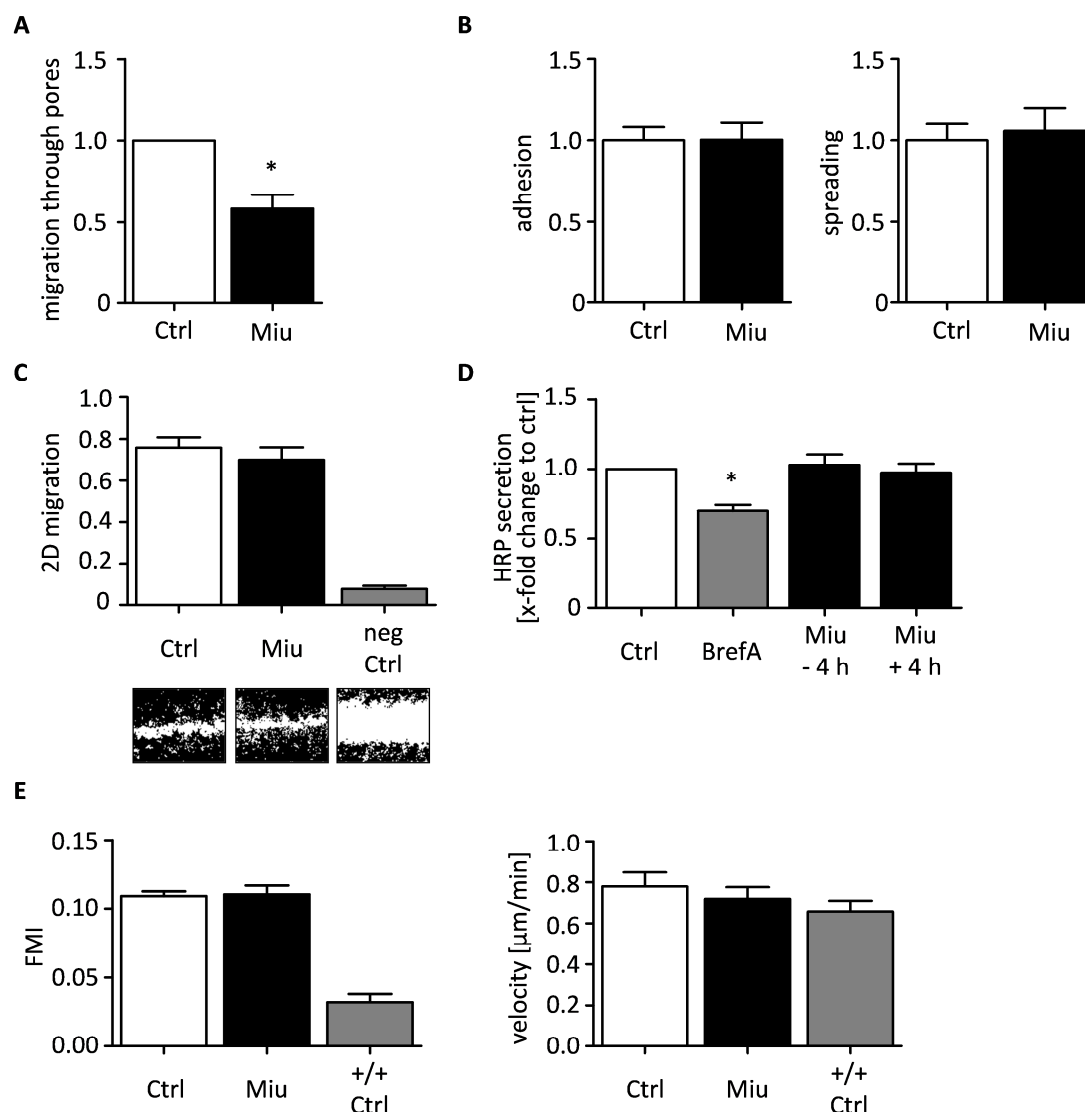 A
migration through pores
1.5
1.0
0.5
0
*
Ctrl
Miu
B
adhesion
1.5
1.0
0.5
0
Ctrl
Miu
spreading
1.5
1.0
0.5
0
Ctrl
Miu
C
2D migration
1.0
0.8
0.6
0.4
0.2
0
Ctrl
Miu
neg
Ctrl
D
HRP secretion
[x-fold change to ctrl]
1.5
1.0
0.5
0
*
Ctrl
BrefA
Miu
- 4 h
Miu
+ 4 h
E
FMI
0.15
0.10
0.05
0.00
Ctrl
Miu
+/+
Ctrl
velocity [µm/min]
1.0
0.8
0.6
0.4
0.2
0.0
Ctrl
Miu
+/+
Ctrl